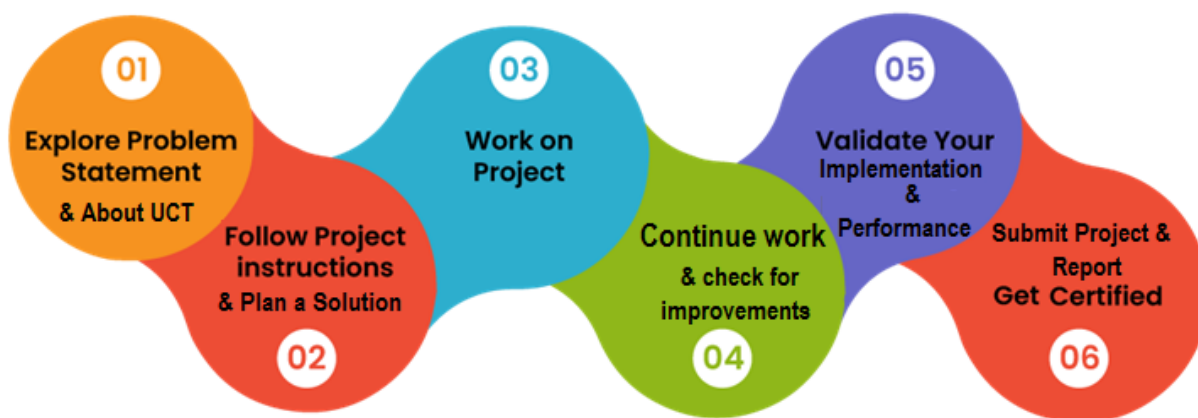 01
Explore Problem
Statement
& About UCT
Follow Project
instructions
& Plan a Solution
02
03
Work on
Project
Continue work
& check for
improvements
04
05
Validate Your
Implementation
&
Performance
Submit Project &
Report
Get Certified
06